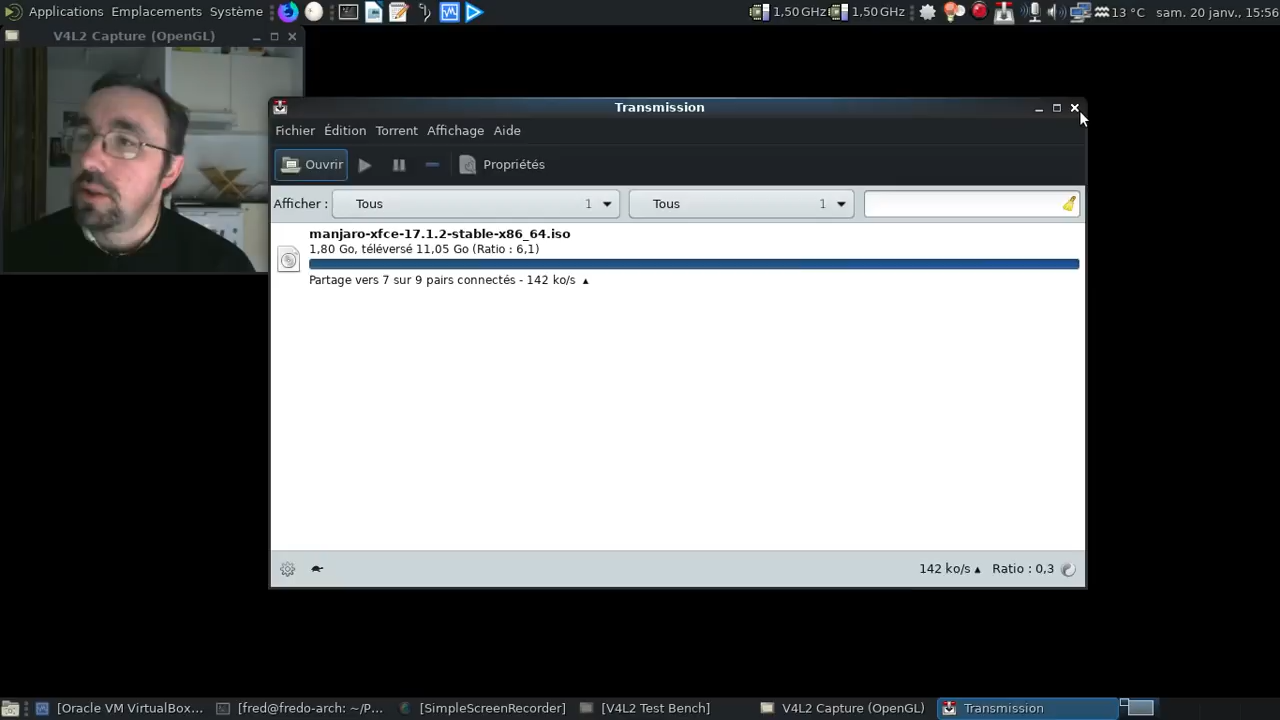 Applications Emplacements Système 1,50 GHz 1,50 GHz 13 °C sam. 20 janv., 15:56
V4L2 Capture (OpenGL)
Transmission
Fichier Édition Torrent Affichage Aide
Ouvrir Propriétés
Afficher : Tous 1 Tous 1
manjaro-xfce-17.1.2-stable-x86_64.iso
1,80 Go, téléversé 11,05 Go (Ratio : 6,1)
Partage vers 7 sur 9 pairs connectés - 142 ko/s ▲
142 ko/s ▲ Ratio : 0,3
[Oracle VM VirtualBox... [fred@fredo-arch: ~/P... [SimpleScreenRecorder] [V4L2 Test Bench] V4L2 Capture (OpenGL) Transmission